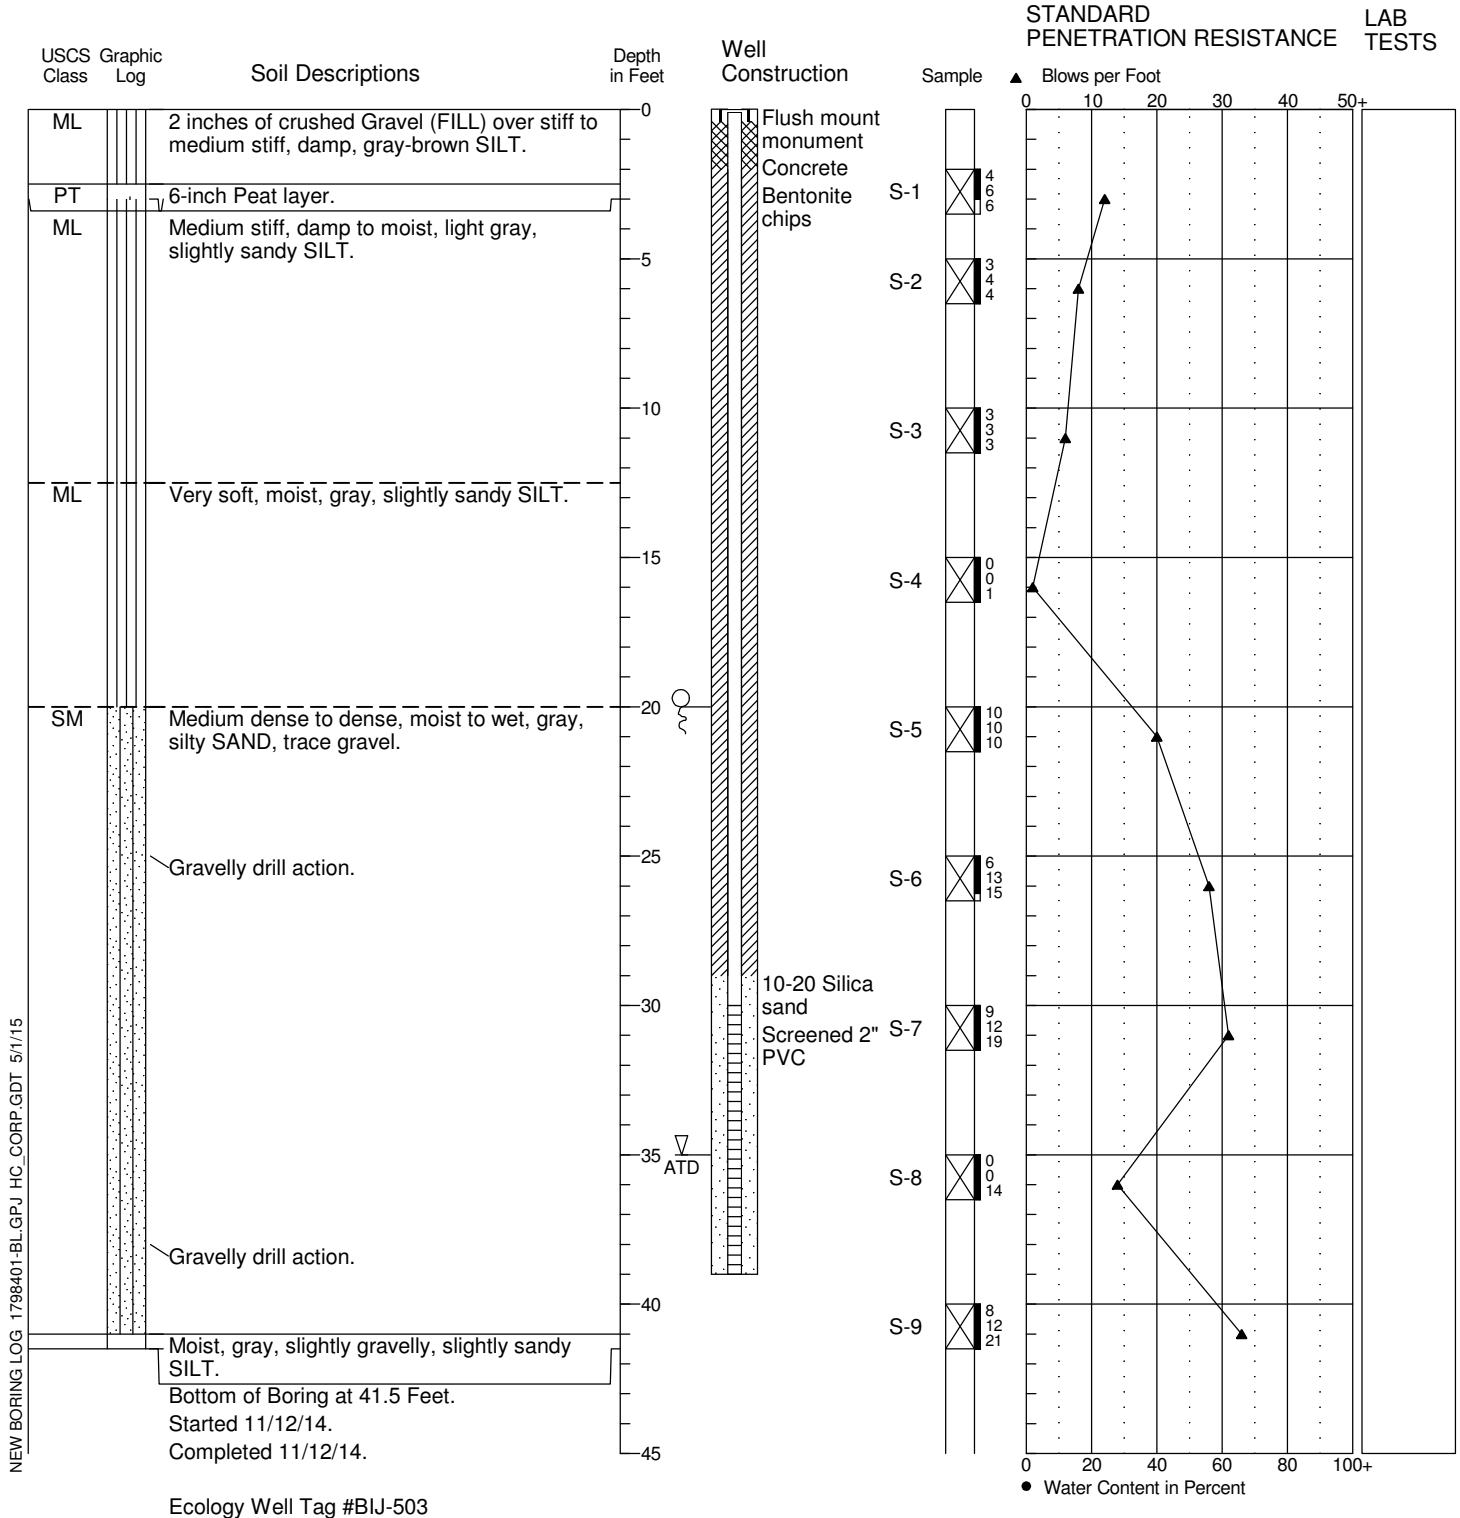 STANDARD
PENETRATION RESISTANCE
LAB
TESTS
USCS
Class
Graphic
Log
Soil Descriptions
Depth
in Feet
Well
Construction
Sample
▲ Blows per Foot
0 10 20 30 40 50+
ML
2 inches of crushed Gravel (FILL) over stiff to
medium stiff, damp, gray-brown SILT.
0
Flush mount
monument
Concrete
Bentonite
chips
S-1
4
6
6
PT
6-inch Peat layer.
ML
Medium stiff, damp to moist, light gray,
slightly sandy SILT.
5
S-2
3
4
4
10
S-3
3
3
3
ML
Very soft, moist, gray, slightly sandy SILT.
15
S-4
0
0
1
20
SM
Medium dense to dense, moist to wet, gray,
silty SAND, trace gravel.
S-5
10
10
10
25
Gravelly drill action.
S-6
6
13
15
10-20 Silica
sand
Screened 2"
PVC
30
S-7
9
12
19
35
ATD
S-8
0
0
14
Gravelly drill action.
40
S-9
8
12
21
Moist, gray, slightly gravelly, slightly sandy
SILT.
Bottom of Boring at 41.5 Feet.
Started 11/12/14.
Completed 11/12/14.
45
0 20 40 60 80 100+
● Water Content in Percent
Ecology Well Tag #BIJ-503
NEW BORING LOG 1798401-BL.GPJ HC_CORP.GDT 5/1/15